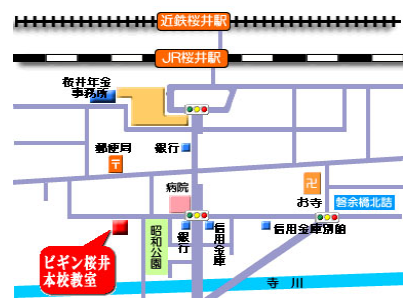 近鉄桜井駅
JR桜井駅
桜井年金
事務所
郵便局
銀行
病院
お寺
磐余橋北詰
昭和公園
銀行
信用金庫
信用金庫別館
ビギン桜井
本校教室
寺川